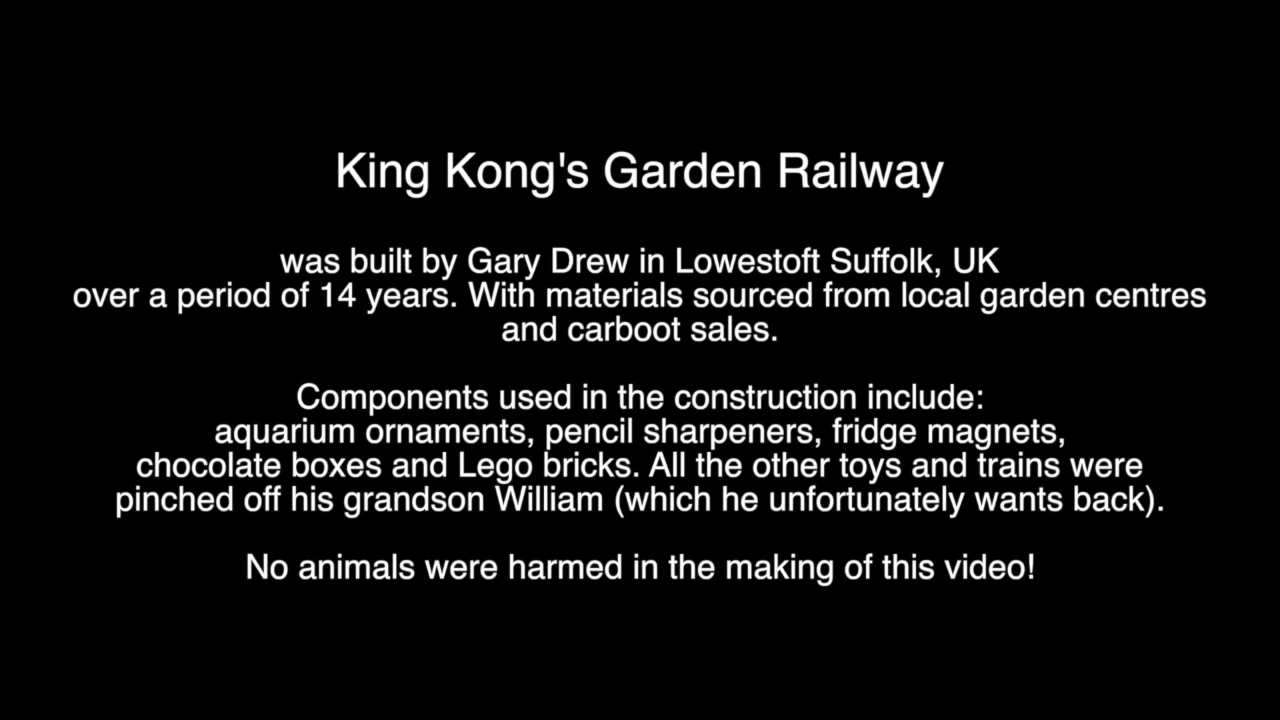 King Kong's Garden Railway
was built by Gary Drew in Lowestoft Suffolk, UK
over a period of 14 years. With materials sourced from local garden centres
and carboot sales.
Components used in the construction include:
aquarium ornaments, pencil sharpeners, fridge magnets,
chocolate boxes and Lego bricks. All the other toys and trains were
pinched off his grandson William (which he unfortunately wants back).
No animals were harmed in the making of this video!